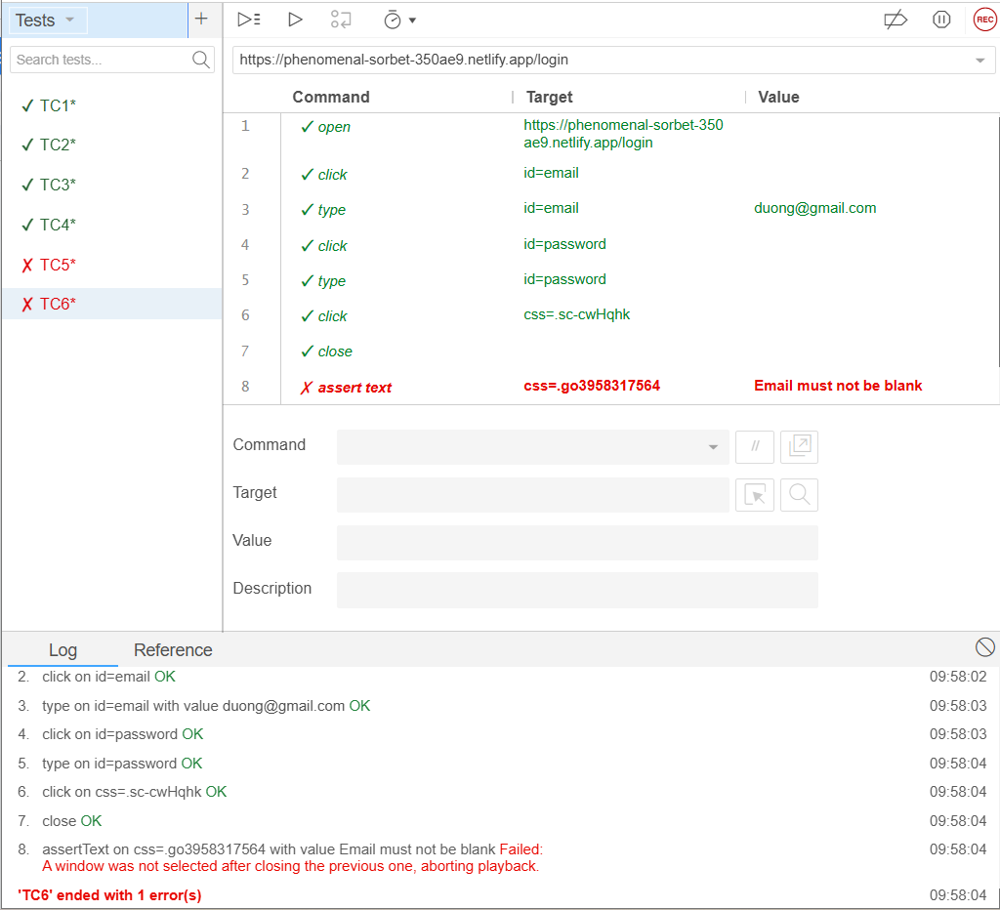 Tests
REC
Search tests...
https://phenomenal-sorbet-350ae9.netlify.app/login
TC1*
TC2*
TC3*
TC4*
TC5*
TC6*
Command Target Value
1 open https://phenomenal-sorbet-350
ae9.netlify.app/login
2 click id=email
3 type id=email duong@gmail.com
4 click id=password
5 type id=password
6 click css=.sc-cwHqhk
7 close
8 assert text css=.go3958317564 Email must not be blank
Command //
Target
Value
Description
Log Reference
2. click on id=email OK 09:58:02
3. type on id=email with value duong@gmail.com OK 09:58:03
4. click on id=password OK 09:58:03
5. type on id=password OK 09:58:04
6. click on css=.sc-cwHqhk OK 09:58:04
7. close OK 09:58:04
8. assertText on css=.go3958317564 with value Email must not be blank Failed: 09:58:04
A window was not selected after closing the previous one, aborting playback.
'TC6' ended with 1 error(s) 09:58:04